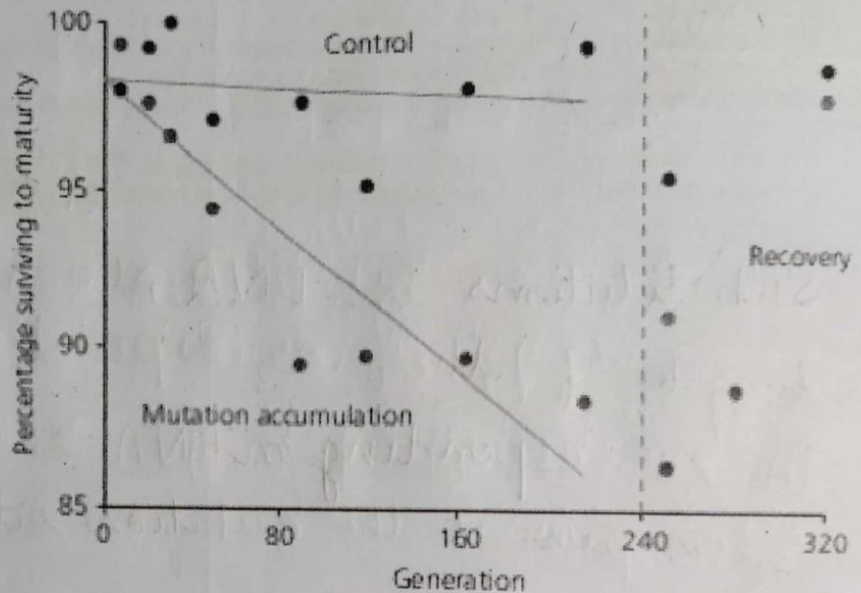 100
Control
95
Recovery
90
Mutation accumulation
85
0
80
160
240
320
Generation
Percentage surviving to maturity